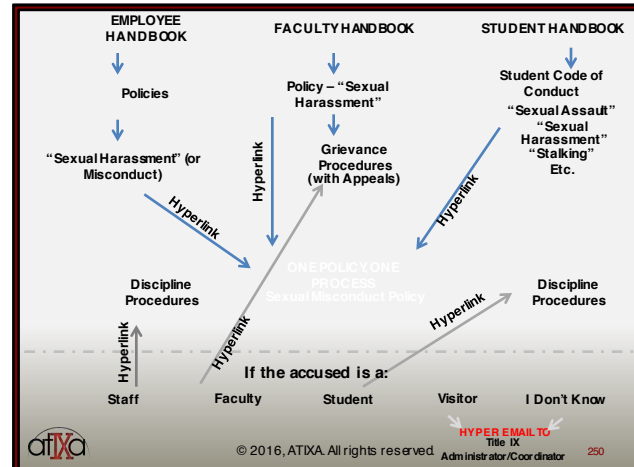 EMPLOYEE
HANDBOOK
FACULTY HANDBOOK
STUDENT HANDBOOK
Policies
Policy – “Sexual
Harassment”
Student Code of
Conduct
“Sexual Assault”
“Sexual
Harassment”
“Stalking”
Etc.
“Sexual Harassment” (or
Misconduct)
Grievance
Procedures
(with Appeals)
Hyperlink
Hyperlink
Hyperlink
ONE POLICY ONE
PROCESS
Sexual Misconduct Policy
Discipline
Procedures
Discipline
Procedures
Hyperlink
Hyperlink
Hyperlink
If the accused is a:
Staff
Faculty
Student
Visitor
I Don’t Know
HYPER EMAIL TO
Title IX
Administrator/Coordinator
atIXa
© 2016, ATIXA. All rights reserved.
250